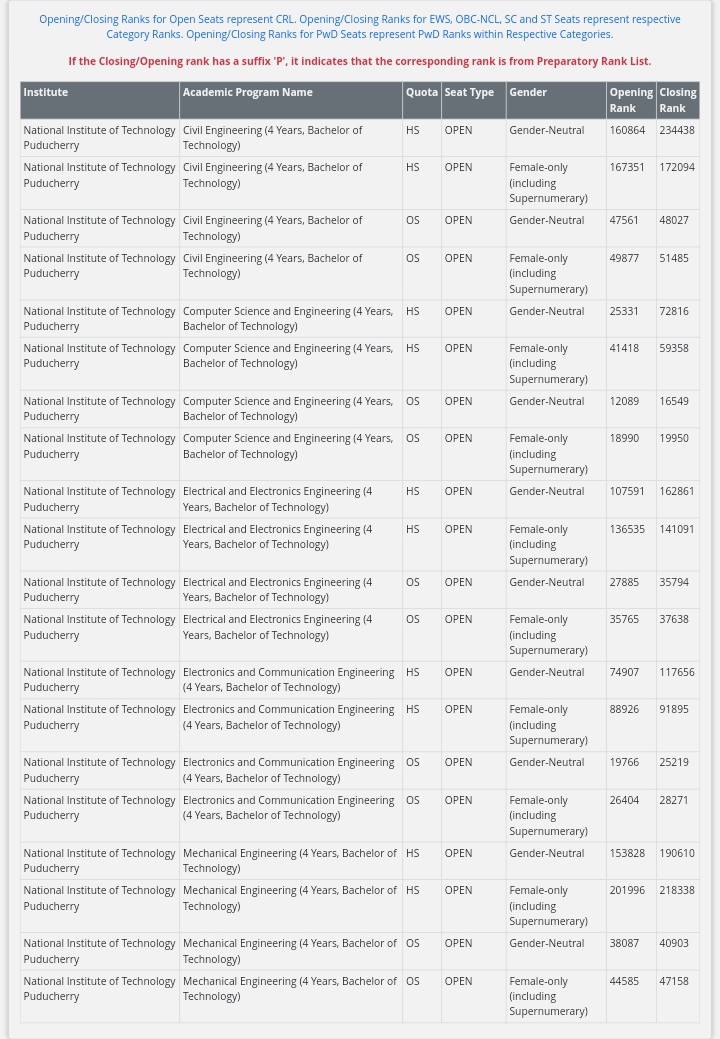 Opening/Closing Ranks for Open Seats represent CRL. Opening/Closing Ranks for EWS, OBC-NCL, SC and ST Seats represent respective
Category Ranks. Opening/Closing Ranks for PwD Seats represent PwD Ranks within Respective Categories.
If the Closing/Opening rank has a suffix 'P', it indicates that the corresponding rank is from Preparatory Rank List.
Institute Academic Program Name Quota Seat Type Gender Opening Closing
Rank Rank
National Institute of Technology Civil Engineering (4 Years, Bachelor of HS OPEN Gender-Neutral 160864 234438
Puducherry Technology)
National Institute of Technology Civil Engineering (4 Years, Bachelor of HS OPEN Female-only 167351 172094
Puducherry Technology) (including
Supernumerary)
National Institute of Technology Civil Engineering (4 Years, Bachelor of OS OPEN Gender-Neutral 47561 48027
Puducherry Technology)
National Institute of Technology Civil Engineering (4 Years, Bachelor of OS OPEN Female-only 49877 51485
Puducherry Technology) (including
Supernumerary)
National Institute of Technology Computer Science and Engineering (4 Years, HS OPEN Gender-Neutral 25331 72816
Puducherry Bachelor of Technology)
National Institute of Technology Computer Science and Engineering (4 Years, HS OPEN Female-only 41418 59358
Puducherry Bachelor of Technology) (including
Supernumerary)
National Institute of Technology Computer Science and Engineering (4 Years, OS OPEN Gender-Neutral 12089 16549
Puducherry Bachelor of Technology)
National Institute of Technology Computer Science and Engineering (4 Years, OS OPEN Female-only 18990 19950
Puducherry Bachelor of Technology) (including
Supernumerary)
National Institute of Technology Electrical and Electronics Engineering (4 HS OPEN Gender-Neutral 107591 162861
Puducherry Years, Bachelor of Technology)
National Institute of Technology Electrical and Electronics Engineering (4 HS OPEN Female-only 136535 141091
Puducherry Years, Bachelor of Technology) (including
Supernumerary)
National Institute of Technology Electrical and Electronics Engineering (4 OS OPEN Gender-Neutral 27885 35794
Puducherry Years, Bachelor of Technology)
National Institute of Technology Electrical and Electronics Engineering (4 OS OPEN Female-only 35765 37638
Puducherry Years, Bachelor of Technology) (including
Supernumerary)
National Institute of Technology Electronics and Communication Engineering HS OPEN Gender-Neutral 74907 117656
Puducherry (4 Years, Bachelor of Technology)
National Institute of Technology Electronics and Communication Engineering HS OPEN Female-only 88926 91895
Puducherry (4 Years, Bachelor of Technology) (including
Supernumerary)
National Institute of Technology Electronics and Communication Engineering OS OPEN Gender-Neutral 19766 25219
Puducherry (4 Years, Bachelor of Technology)
National Institute of Technology Electronics and Communication Engineering OS OPEN Female-only 26404 28271
Puducherry (4 Years, Bachelor of Technology) (including
Supernumerary)
National Institute of Technology Mechanical Engineering (4 Years, Bachelor of HS OPEN Gender-Neutral 153828 190610
Puducherry Technology)
National Institute of Technology Mechanical Engineering (4 Years, Bachelor of HS OPEN Female-only 201996 218338
Puducherry Technology) (including
Supernumerary)
National Institute of Technology Mechanical Engineering (4 Years, Bachelor of OS OPEN Gender-Neutral 38087 40903
Puducherry Technology)
National Institute of Technology Mechanical Engineering (4 Years, Bachelor of OS OPEN Female-only 44585 47158
Puducherry Technology) (including
Supernumerary)